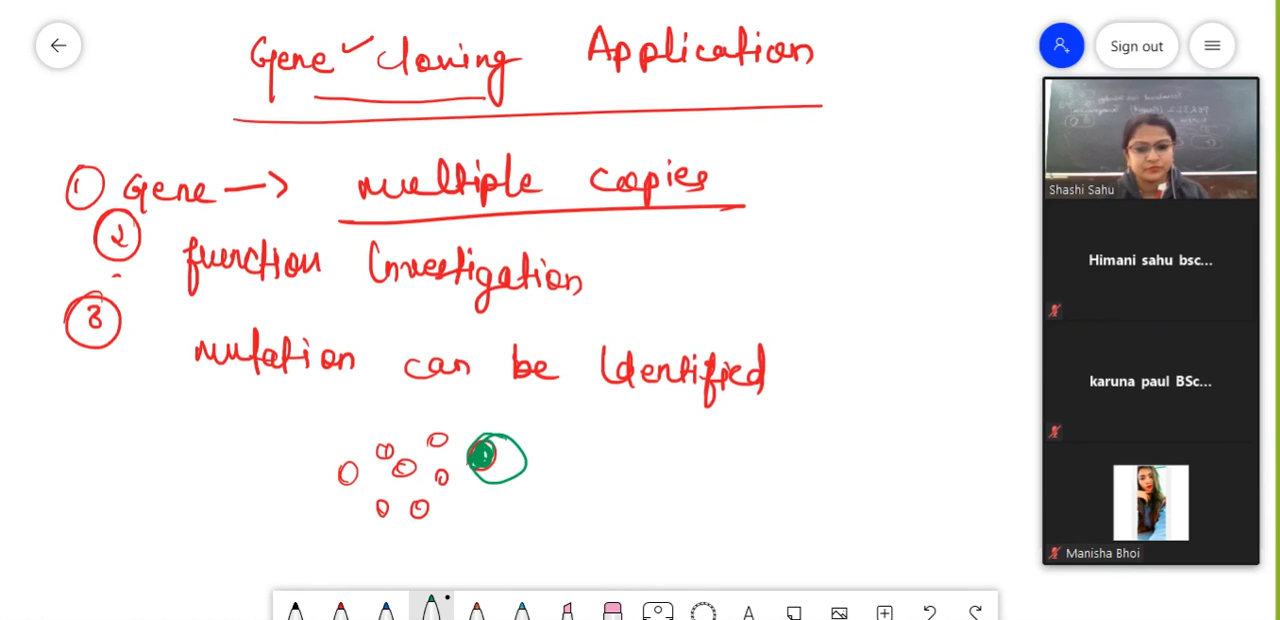 Gene Cloning Application
Sign out
① Gene → multiple copies
② function Investigation
③ mutation can be Identified
Shashi Sahu
Himani sahu bsc...
karuna paul BSc...
Manisha Bhoi
A